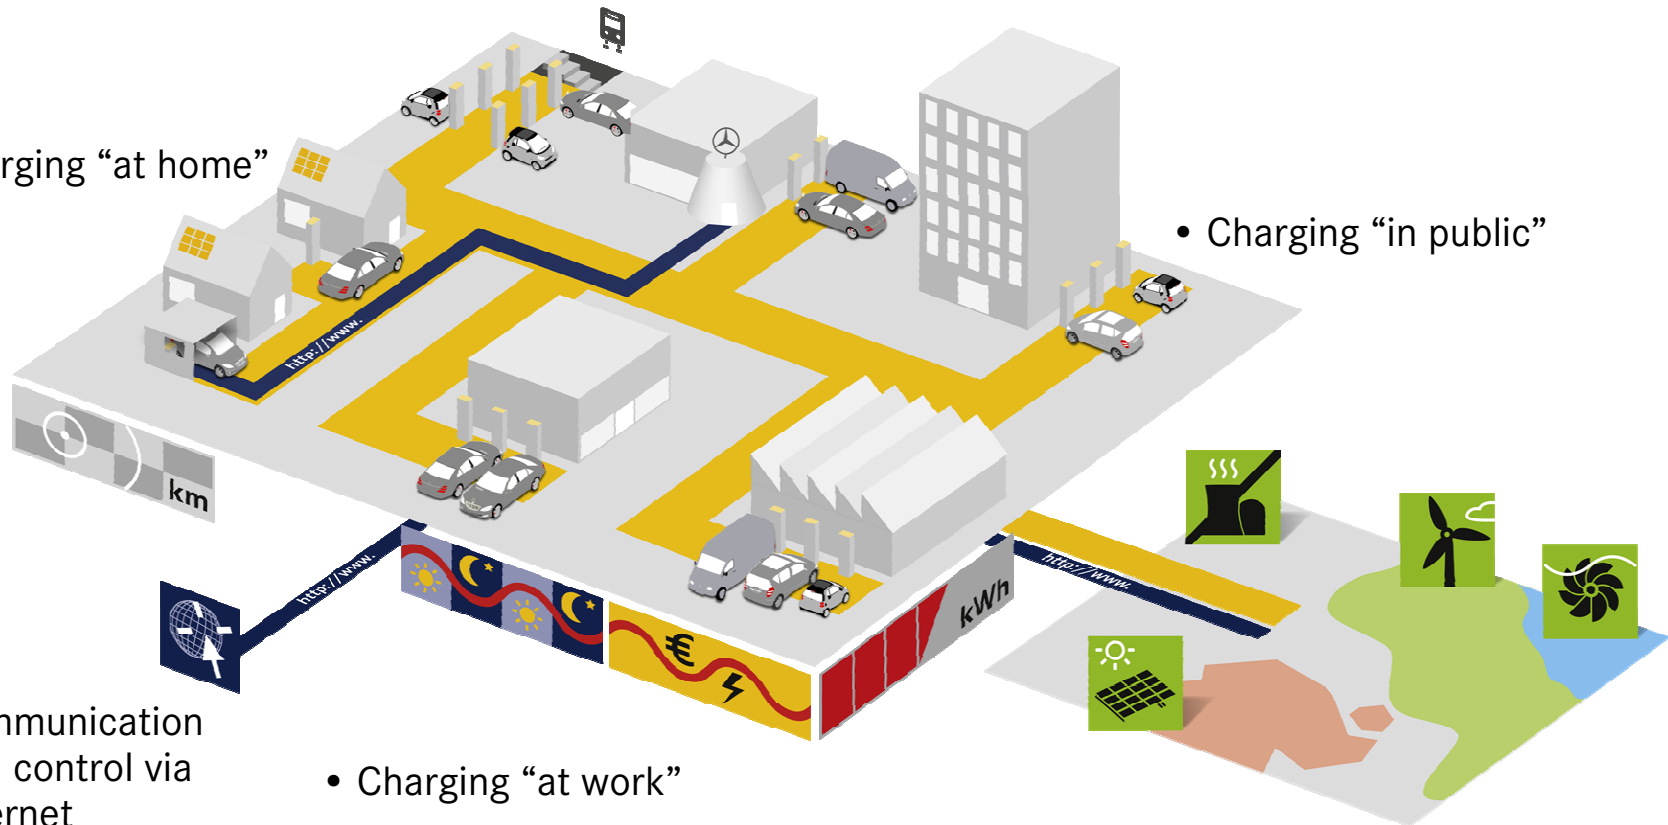 rging “at home”
• Charging “in public”
http://www.
km
http://www.
http://www.
kWh
€
mmunication
control via
ernet
• Charging “at work”